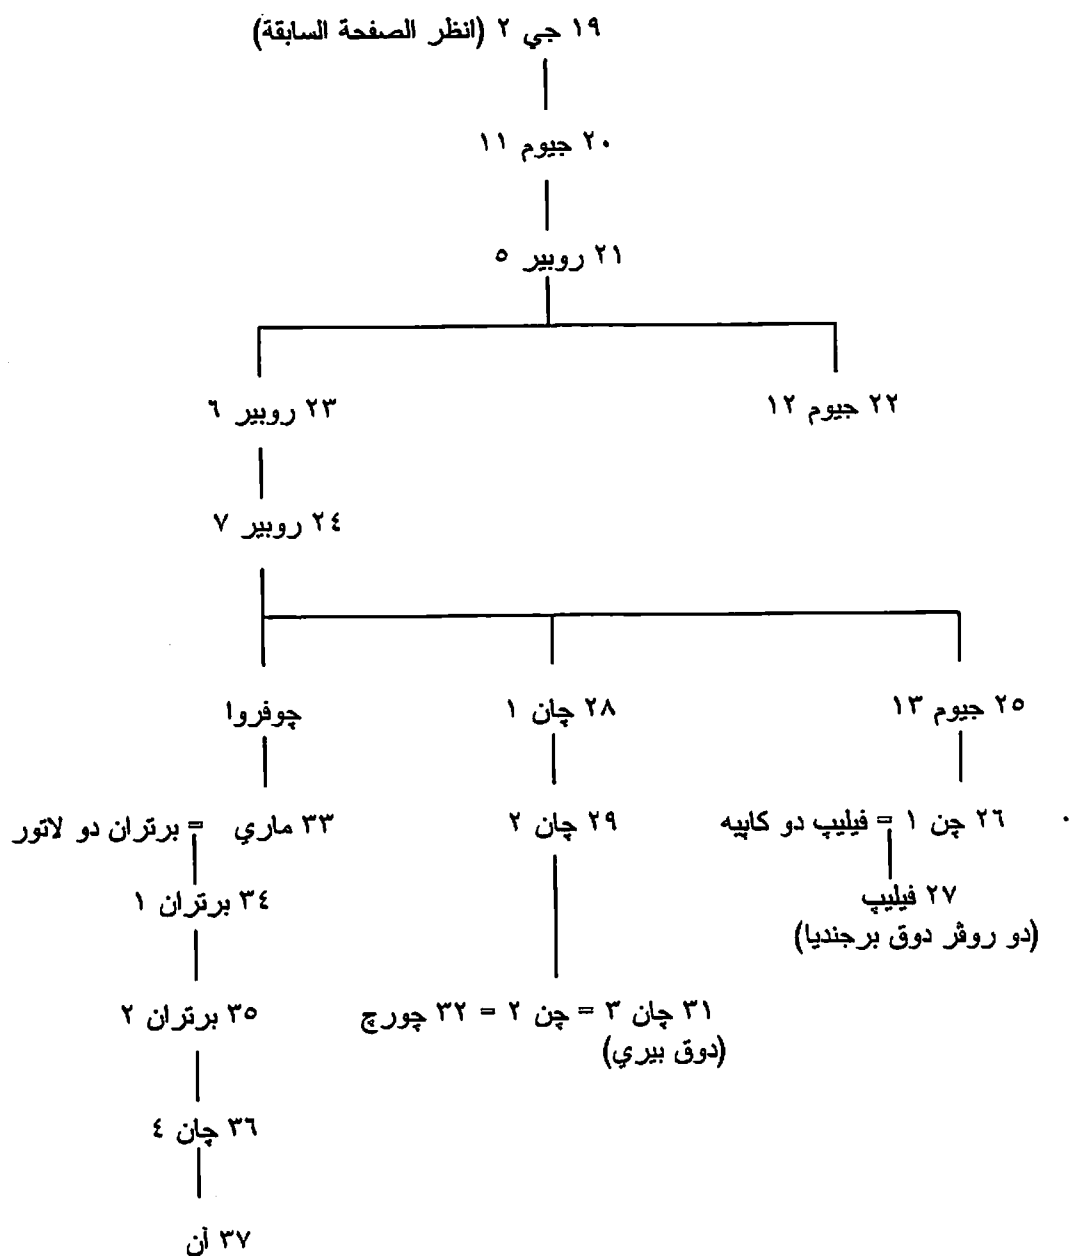 ١٩ جي ٢ (انظر الصفحة السابقة)
٢٠ جيوم ١١
٢١ روبير ٥
٢٢ جيوم ١٢
٢٣ روبير ٦
٢٤ روبير ٧
٢٥ جيوم ١٣
٢٨ چان ١
چوفروا
٢٦ چن ١ = فيليپ دو كاپيه
٢٩ چان ٢
٣٣ ماري = برتران دو لاتور
٢٧ فيليپ
(دو روڤر دوق برجنديا)
٣٤ برتران ١
٣١ چان ٣ = چن ٢ = ٣٢ چورچ
(دوق بيري)
٣٥ برتران ٢
٣٦ چان ٤
٣٧ آن